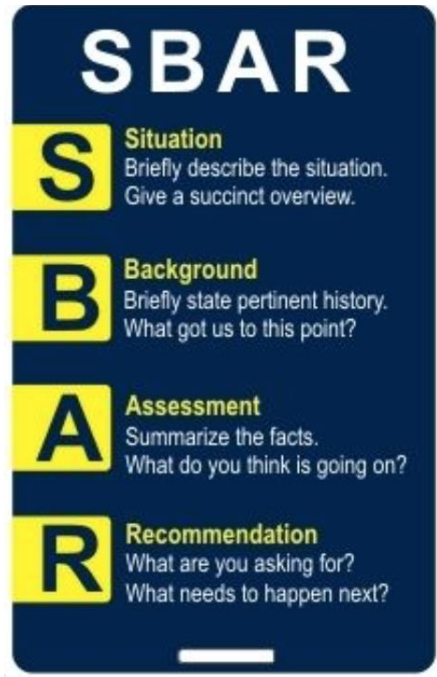 SBAR
S
Situation
Briefly describe the situation.
Give a succinct overview.
B
Background
Briefly state pertinent history.
What got us to this point?
A
Assessment
Summarize the facts.
What do you think is going on?
R
Recommendation
What are you asking for?
What needs to happen next?